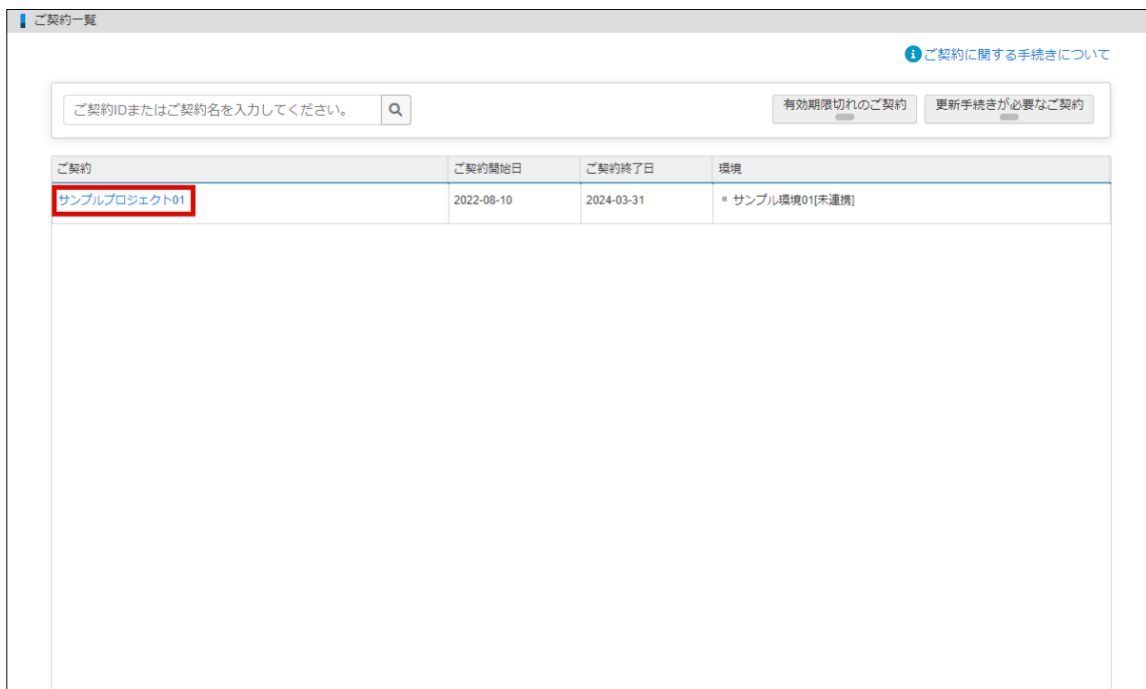 ご契約一覧
ご契約に関する手続きについて
ご契約IDまたはご契約名を入力してください。
有効期限切れのご契約 更新手続きが必要なご契約
ご契約 ご契約開始日 ご契約終了日 環境
サンプルプロジェクト01 2022-08-10 2024-03-31 サンプル環境01[未連携]